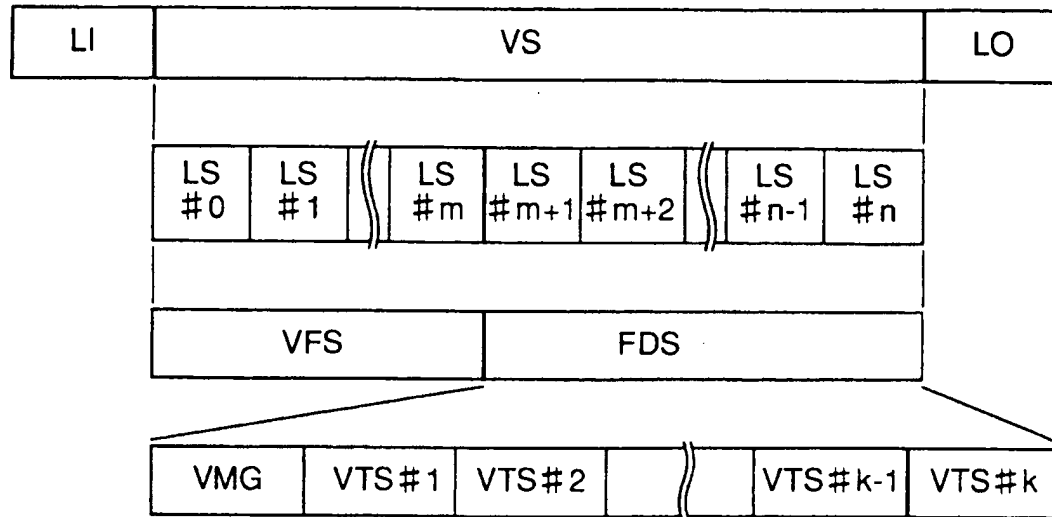 LI VS LO
LS LS LS LS LS LS LS
#0 #1 #m #m+1 #m+2 #n-1 #n
VFS FDS
VMG VTS#1 VTS#2 VTS#k-1 VTS#k